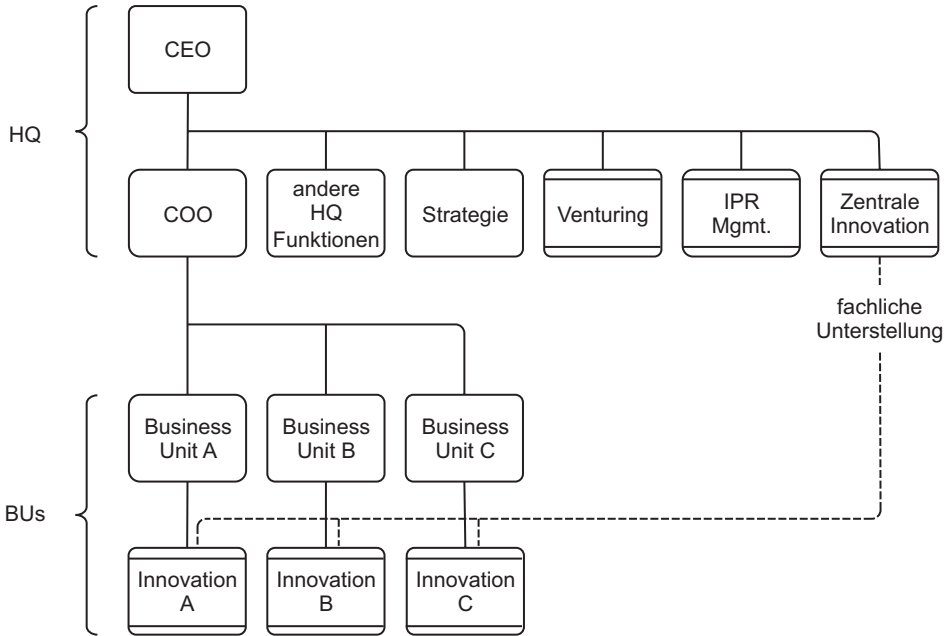 CEO
HQ
COO
andere
HQ
Funktionen
Strategie
Venturing
IPR
Mgmt.
Zentrale
Innovation
fachliche
Unterstellung
Business
Unit A
Business
Unit B
Business
Unit C
BUs
Innovation
A
Innovation
B
Innovation
C